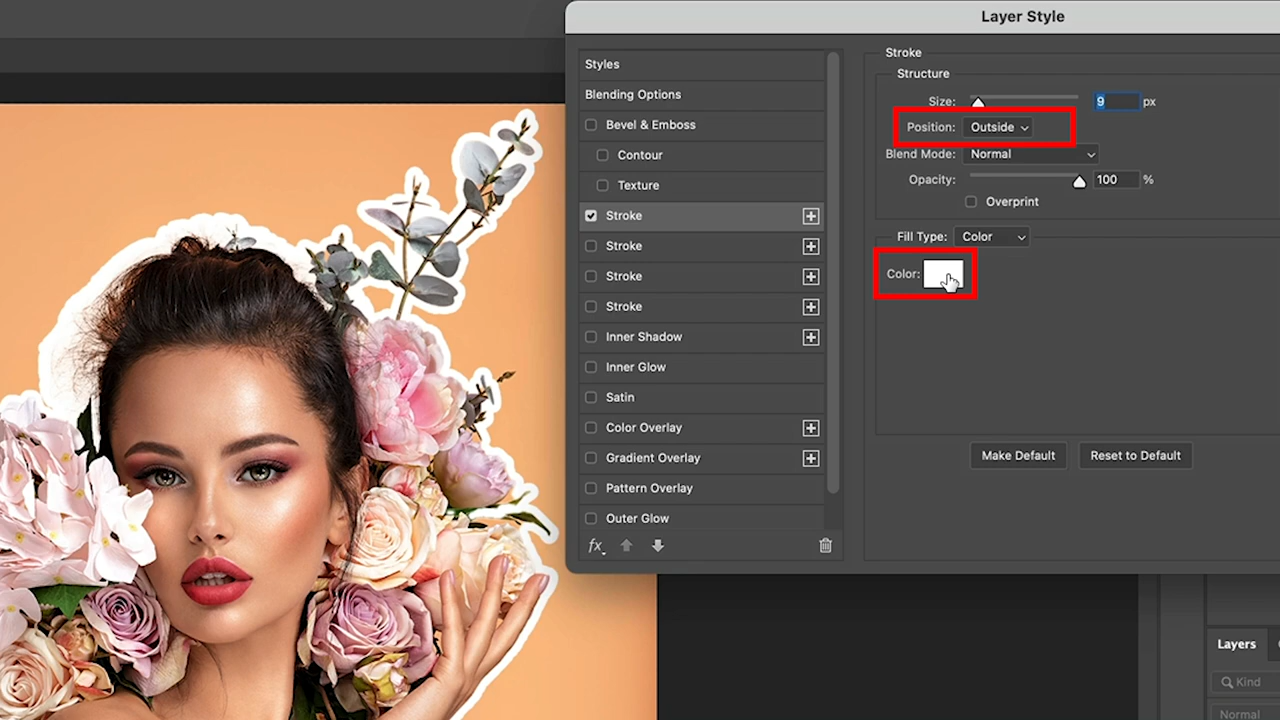 Layer Style
Styles
Blending Options
Bevel & Emboss
Contour
Texture
Stroke
Stroke
Stroke
Stroke
Inner Shadow
Inner Glow
Satin
Color Overlay
Gradient Overlay
Pattern Overlay
Outer Glow
fx
Stroke
Structure
Size: 9 px
Position: Outside
Blend Mode: Normal
Opacity: 100 %
Overprint
Fill Type: Color
Color:
Make Default Reset to Default
Layers
Kind
Normal